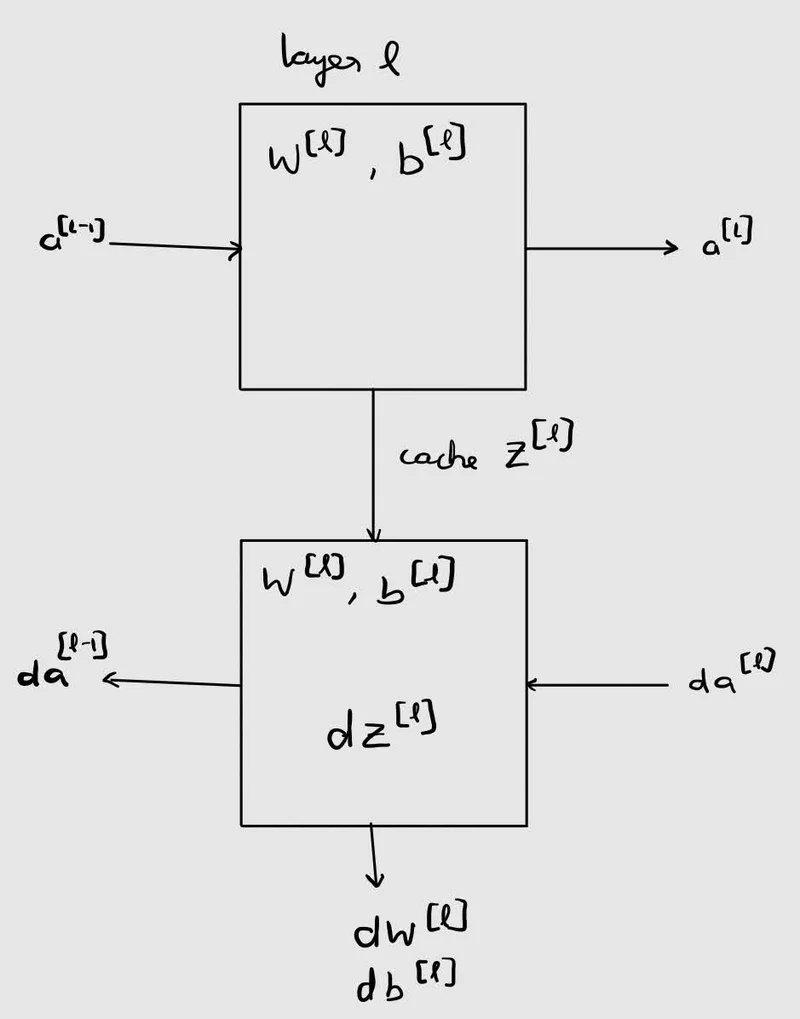 layer l
W^[l], b^[l]
a^[l-1]
a^[l]
cache z^[l]
W^[l], b^[l]
da^[l-1]
da^[l]
dz^[l]
dw^[l]
db^[l]